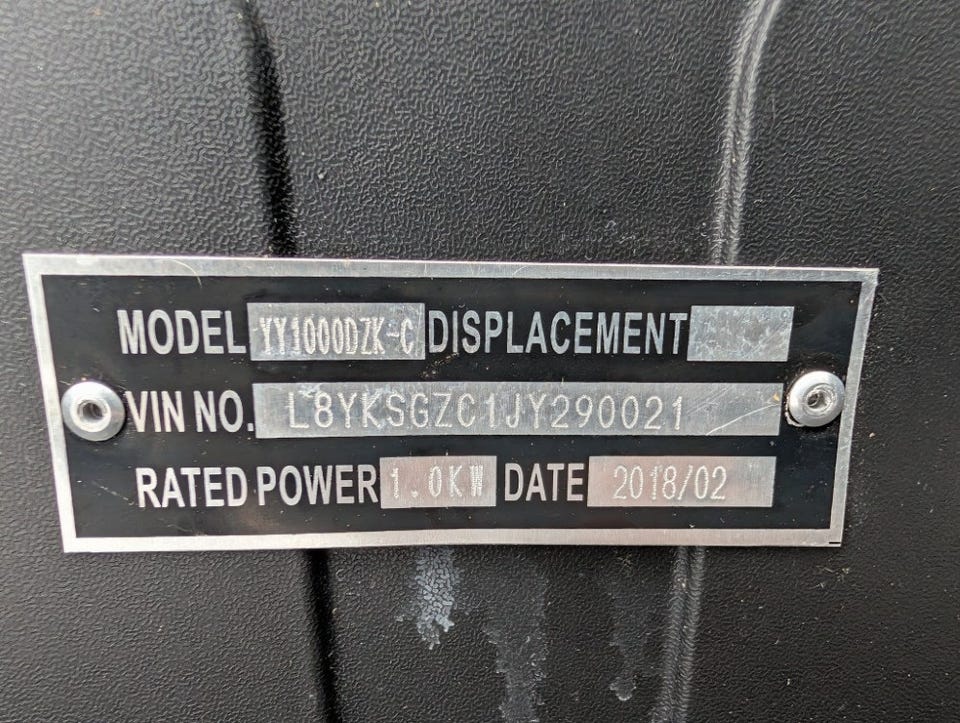 MODEL YY1000DZK-C DISPLACEMENT
VIN NO. L8YKSGZC1JY290021
RATED POWER 1.0KW DATE 2018/02